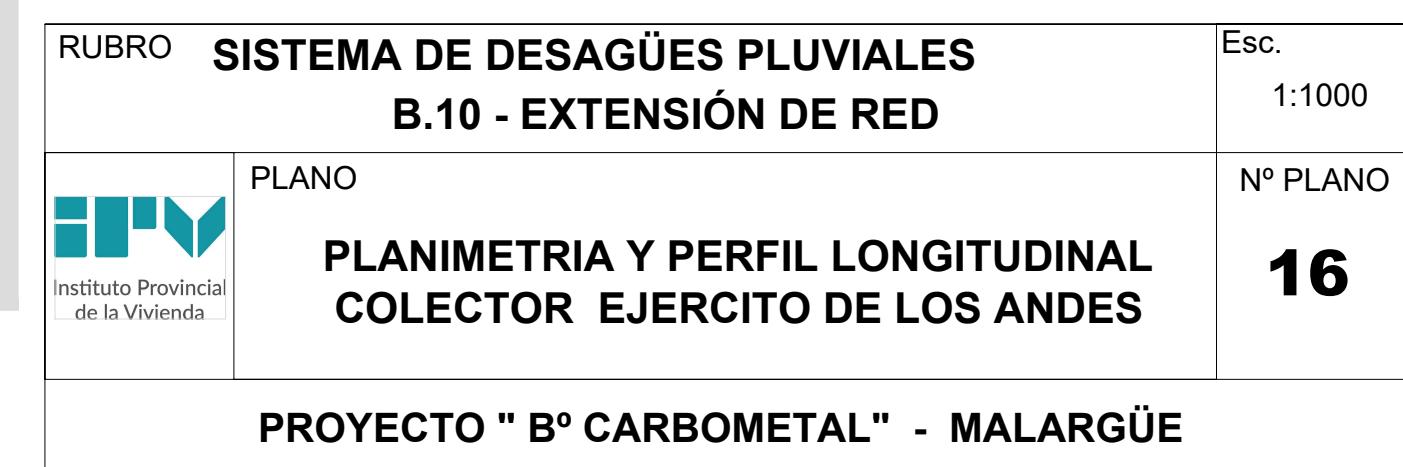 RUBRO SISTEMA DE DESAGÜES PLUVIALES
B.10 - EXTENSIÓN DE RED
Esc.
1:1000
IPV
Instituto Provincial
de la Vivienda
PLANO
PLANIMETRIA Y PERFIL LONGITUDINAL
COLECTOR EJERCITO DE LOS ANDES
Nº PLANO
16
PROYECTO " Bº CARBOMETAL" - MALARGÜE